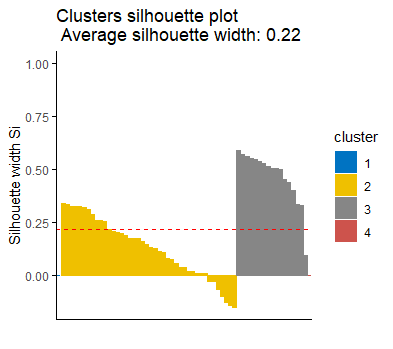 Clusters silhouette plot
Average silhouette width: 0.22
Silhouette width Si
1.00
0.75
0.50
0.25
0.00
cluster
1
2
3
4